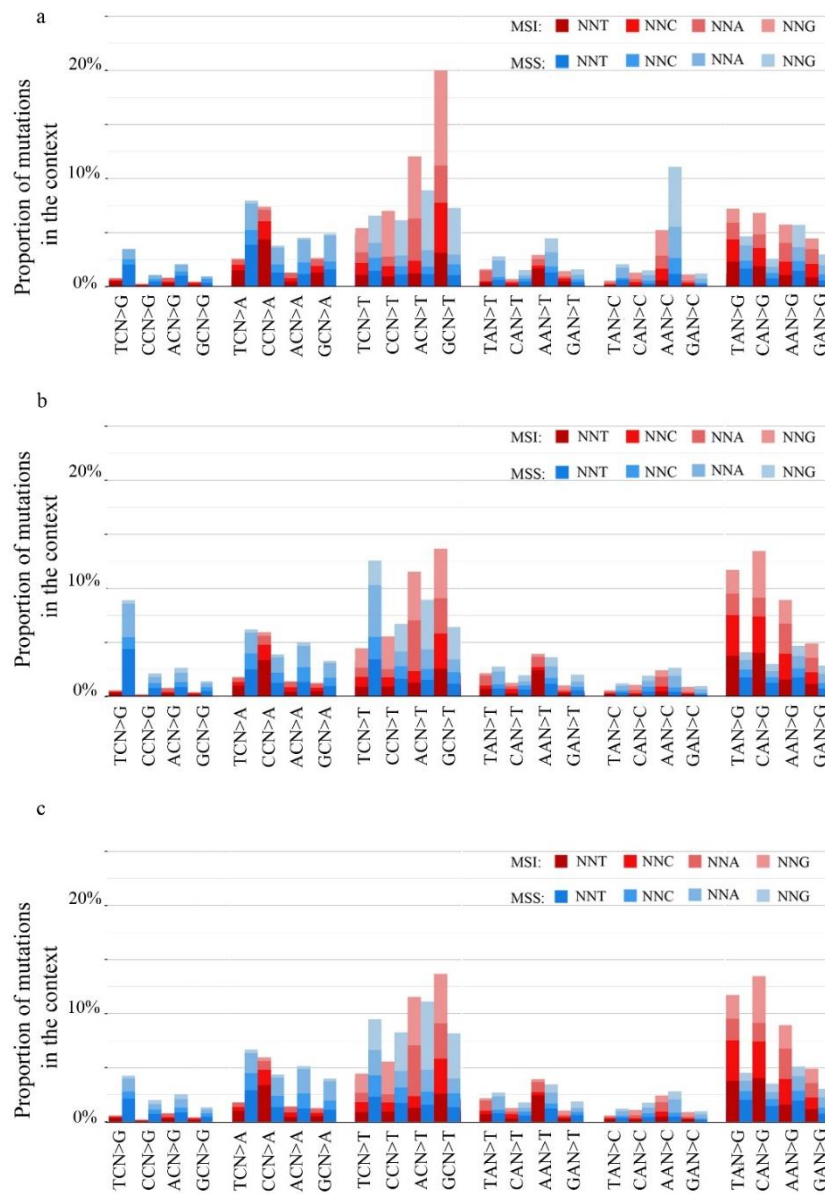 a
MSI: NNT NNC NNA NNG
MSS: NNT NNC NNA NNG
Proportion of mutations
in the context
20%
10%
0%
TCN>G CCN>G ACN>G GCN>G TCN>A CCN>A ACN>A GCN>A TCN>T CCN>T ACN>T GCN>T TAN>T CAN>T AAN>T GAN>T TAN>C CAN>C AAN>C GAN>C TAN>G CAN>G AAN>G GAN>G
b
MSI: NNT NNC NNA NNG
MSS: NNT NNC NNA NNG
Proportion of mutations
in the context
20%
10%
0%
TCN>G CCN>G ACN>G GCN>G TCN>A CCN>A ACN>A GCN>A TCN>T CCN>T ACN>T GCN>T TAN>T CAN>T AAN>T GAN>T TAN>C CAN>C AAN>C GAN>C TAN>G CAN>G AAN>G GAN>G
c
MSI: NNT NNC NNA NNG
MSS: NNT NNC NNA NNG
Proportion of mutations
in the context
20%
10%
0%
TCN>G CCN>G ACN>G GCN>G TCN>A CCN>A ACN>A GCN>A TCN>T CCN>T ACN>T GCN>T TAN>T CAN>T AAN>T GAN>T TAN>C CAN>C AAN>C GAN>C TAN>G CAN>G AAN>G GAN>G